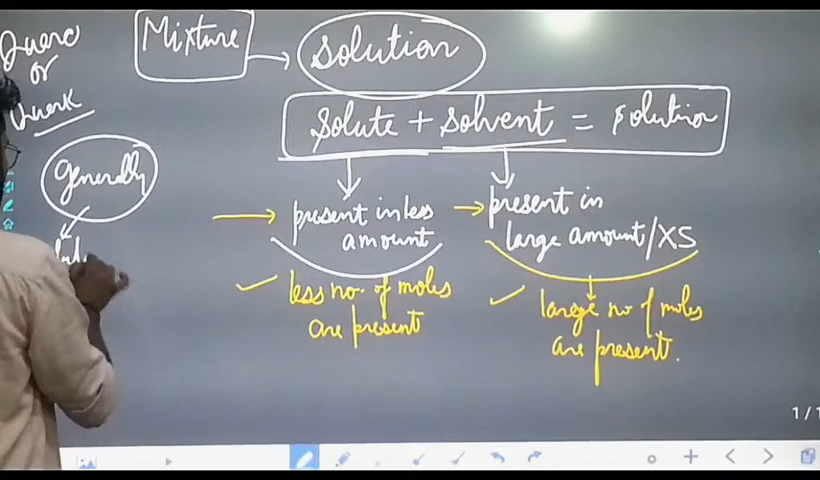 Mixture
solution
or
solute + solvent = solution
Generally
present in less
amount
present in
large amount/XS
less no. of moles
are present
large no of moles
are present.
1/1